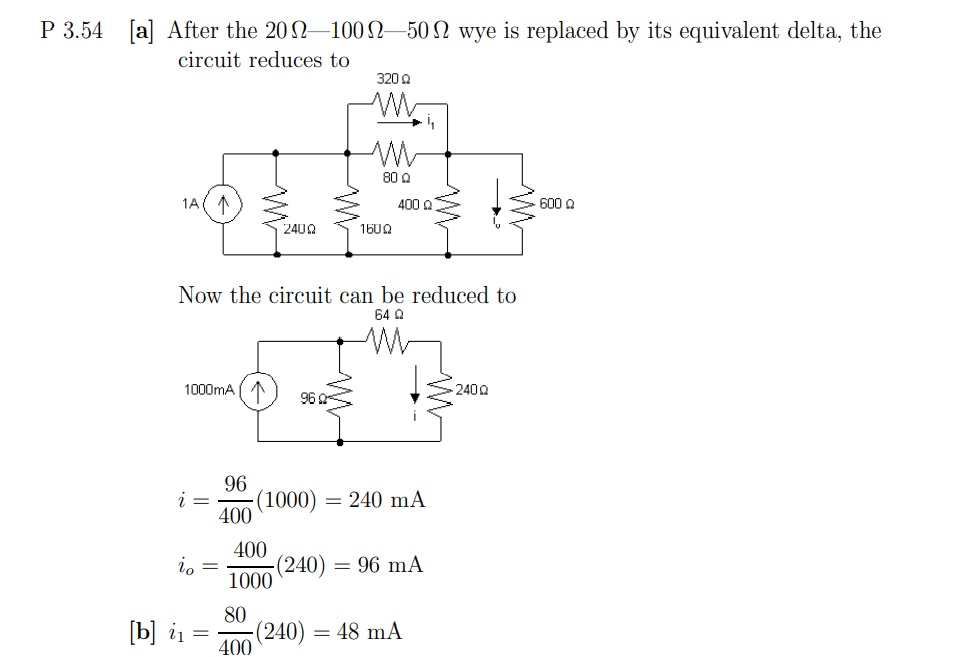 P 3.54 [a] After the 20 Ω—100 Ω—50 Ω wye is replaced by its equivalent delta, the
circuit reduces to
320 Ω
i₁
80 Ω
1A
400 Ω
600 Ω
240 Ω
160 Ω
i₀
Now the circuit can be reduced to
64 Ω
1000mA
96 Ω
240 Ω
i
i = 96/400 (1000) = 240 mA
iₒ = 400/1000 (240) = 96 mA
[b] i₁ = 80/400 (240) = 48 mA